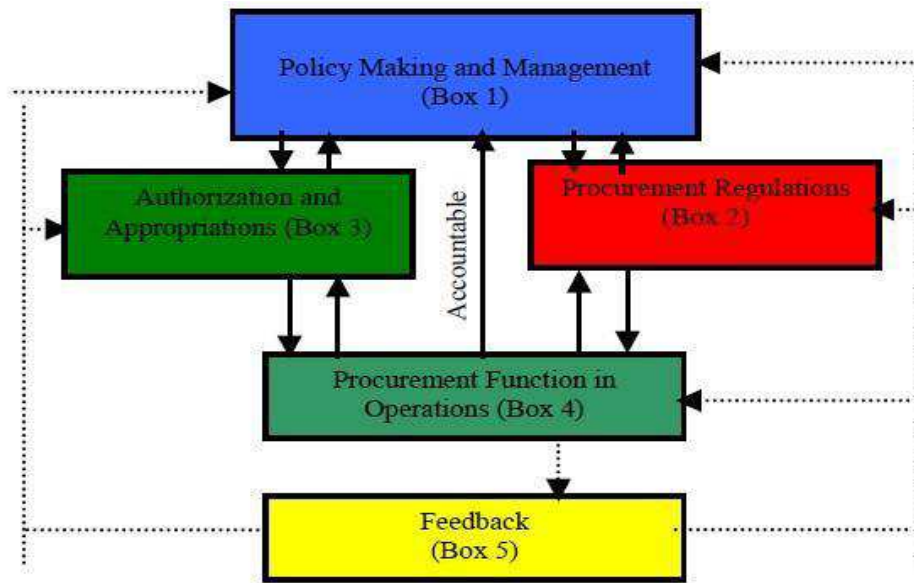 Policy Making and Management
(Box 1)
Authorization and
Appropriations (Box 3)
Accountable
Procurement Regulations
(Box 2)
Procurement Function in
Operations (Box 4)
Feedback
(Box 5)